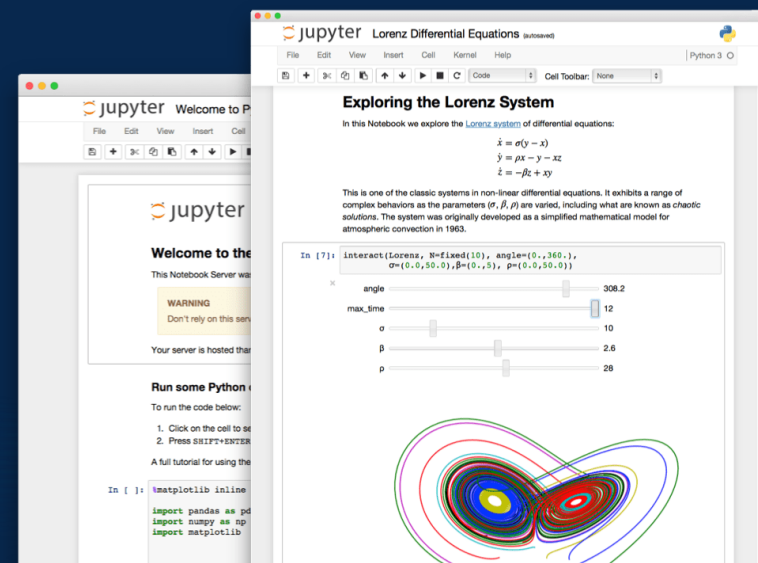 jupyter Lorenz Differential Equations (autosaved)
File Edit View Insert Cell Kernel Help Python 3
Code Cell Toolbar: None
Exploring the Lorenz System
In this Notebook we explore the Lorenz system of differential equations:
ẋ = σ(y − x)
ẏ = ρx − y − xz
ż = −βz + xy
This is one of the classic systems in non-linear differential equations. It exhibits a range of
complex behaviors as the parameters (σ, β, ρ) are varied, including what are known as chaotic
solutions. The system was originally developed as a simplified mathematical model for
atmospheric convection in 1963.
In [7]: interact(Lorenz, N=fixed(10), angle=(0.,360.),
σ=(0.0,50.0),β=(0.,5), ρ=(0.0,50.0))
angle 308.2
max_time 12
σ 10
β 2.6
ρ 28
jupyter Welcome to P
File Edit View Insert Cell
jupyter
Welcome to the
This Notebook Server was
WARNING
Don't rely on this serv
Your server is hosted than
Run some Python
To run the code below:
1. Click on the cell to se
2. Press SHIFT+ENTER
A full tutorial for using the
In [ ]: %matplotlib inline
import pandas as pd
import numpy as np
import matplotlib